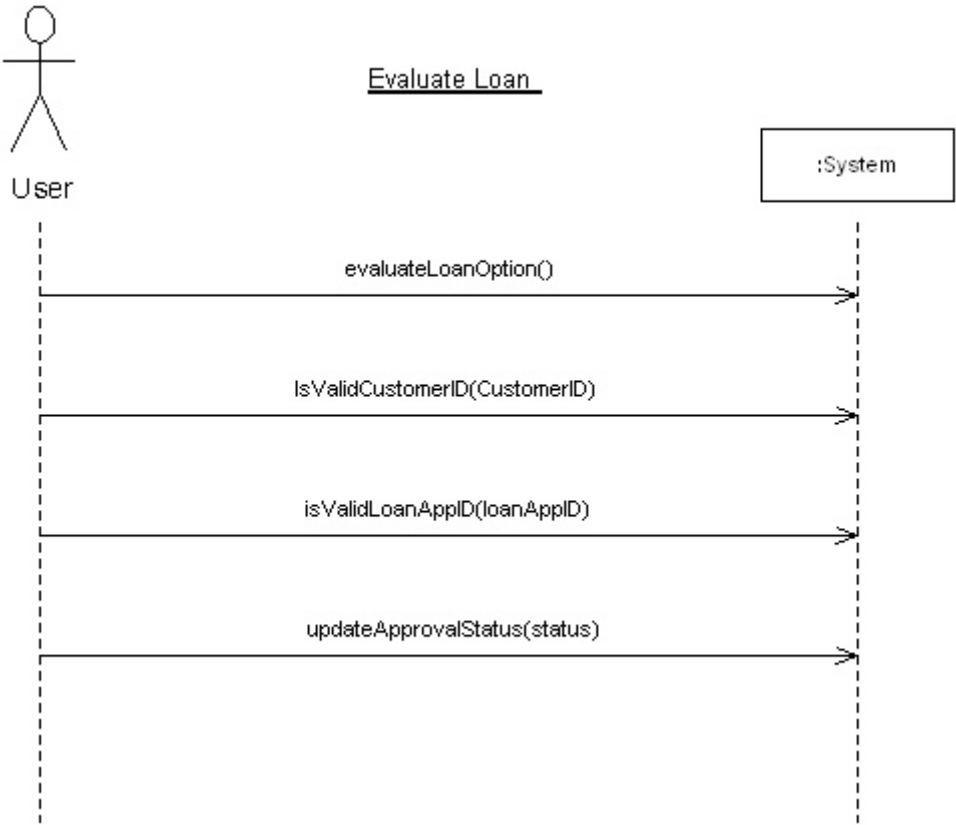 Evaluate Loan
:System
User
evaluateLoanOption()
IsValidCustomerID(CustomerID)
isValidLoanAppID(loanAppID)
updateApprovalStatus(status)